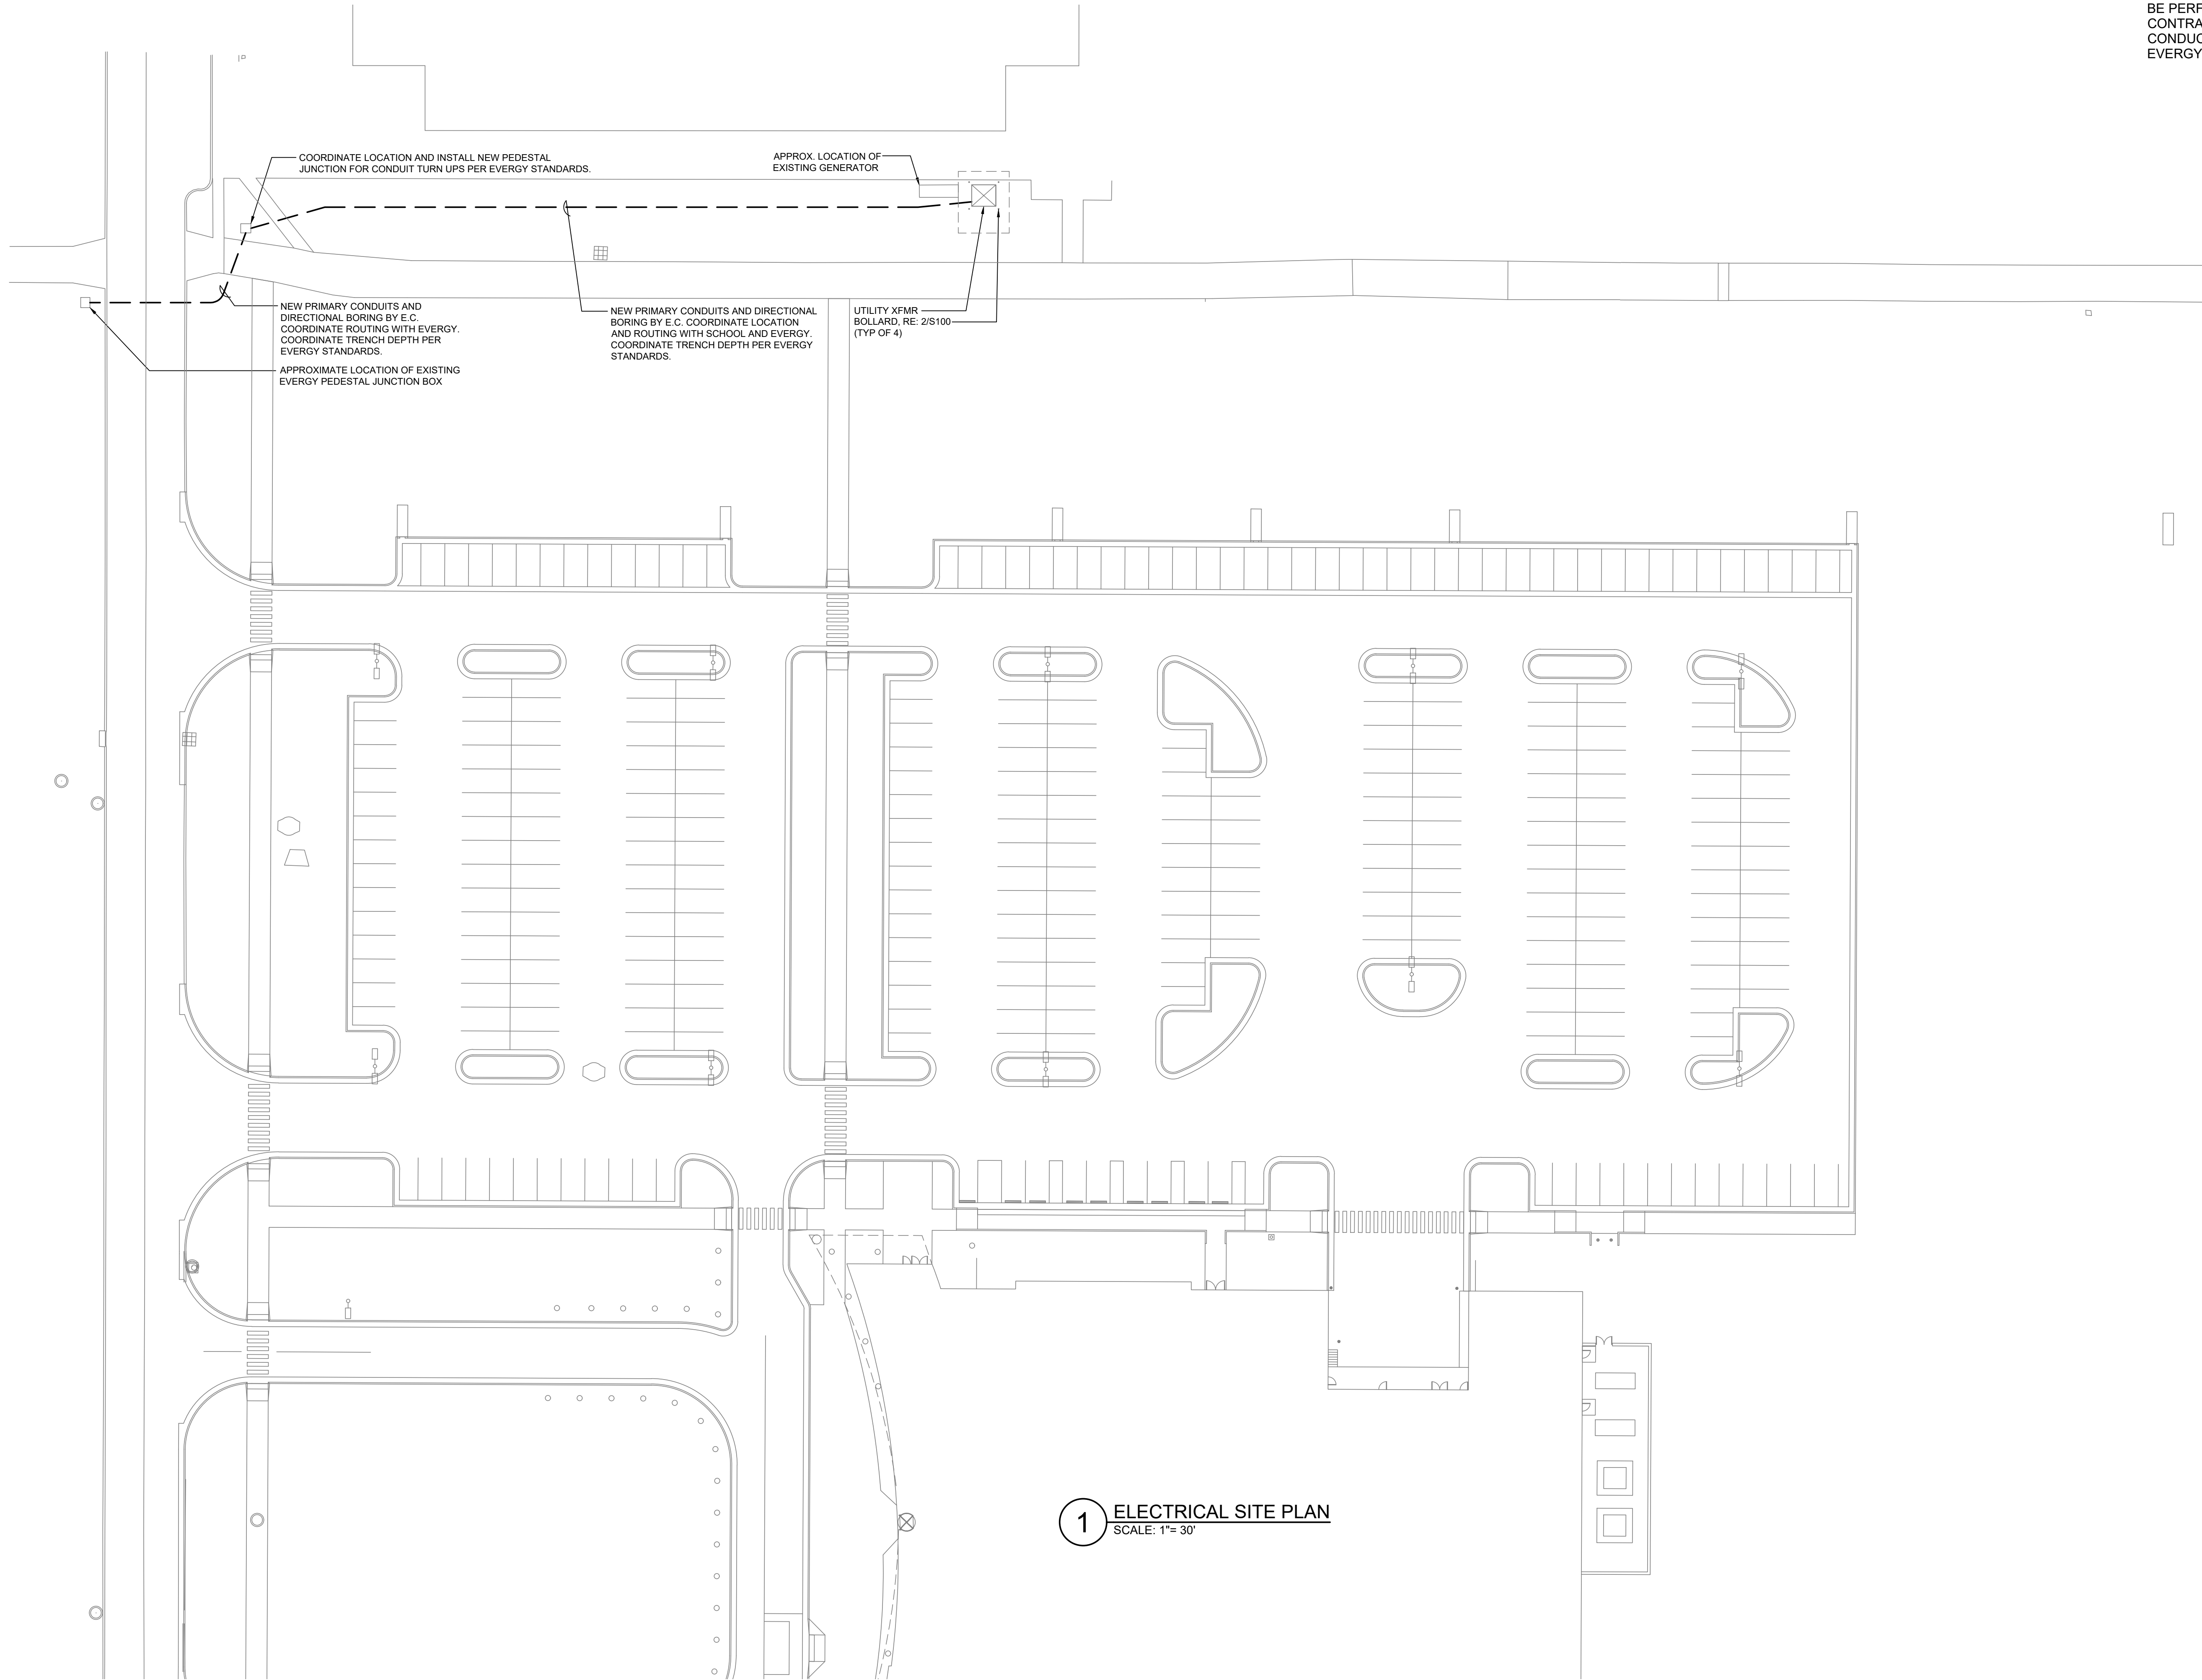 BE PERF
CONTRA
CONDUC
EVERGY
COORDINATE LOCATION AND INSTALL NEW PEDESTAL
JUNCTION FOR CONDUIT TURN UPS PER EVERGY STANDARDS.
APPROX. LOCATION OF
EXISTING GENERATOR
NEW PRIMARY CONDUITS AND
DIRECTIONAL BORING BY E.C.
COORDINATE ROUTING WITH EVERGY.
COORDINATE TRENCH DEPTH PER
EVERGY STANDARDS.
APPROXIMATE LOCATION OF EXISTING
EVERGY PEDESTAL JUNCTION BOX
NEW PRIMARY CONDUITS AND DIRECTIONAL
BORING BY E.C. COORDINATE LOCATION
AND ROUTING WITH SCHOOL AND EVERGY.
COORDINATE TRENCH DEPTH PER EVERGY
STANDARDS.
UTILITY XFMR
BOLLARD, RE: 2/S100
(TYP OF 4)
1
ELECTRICAL SITE PLAN
SCALE: 1"= 30'